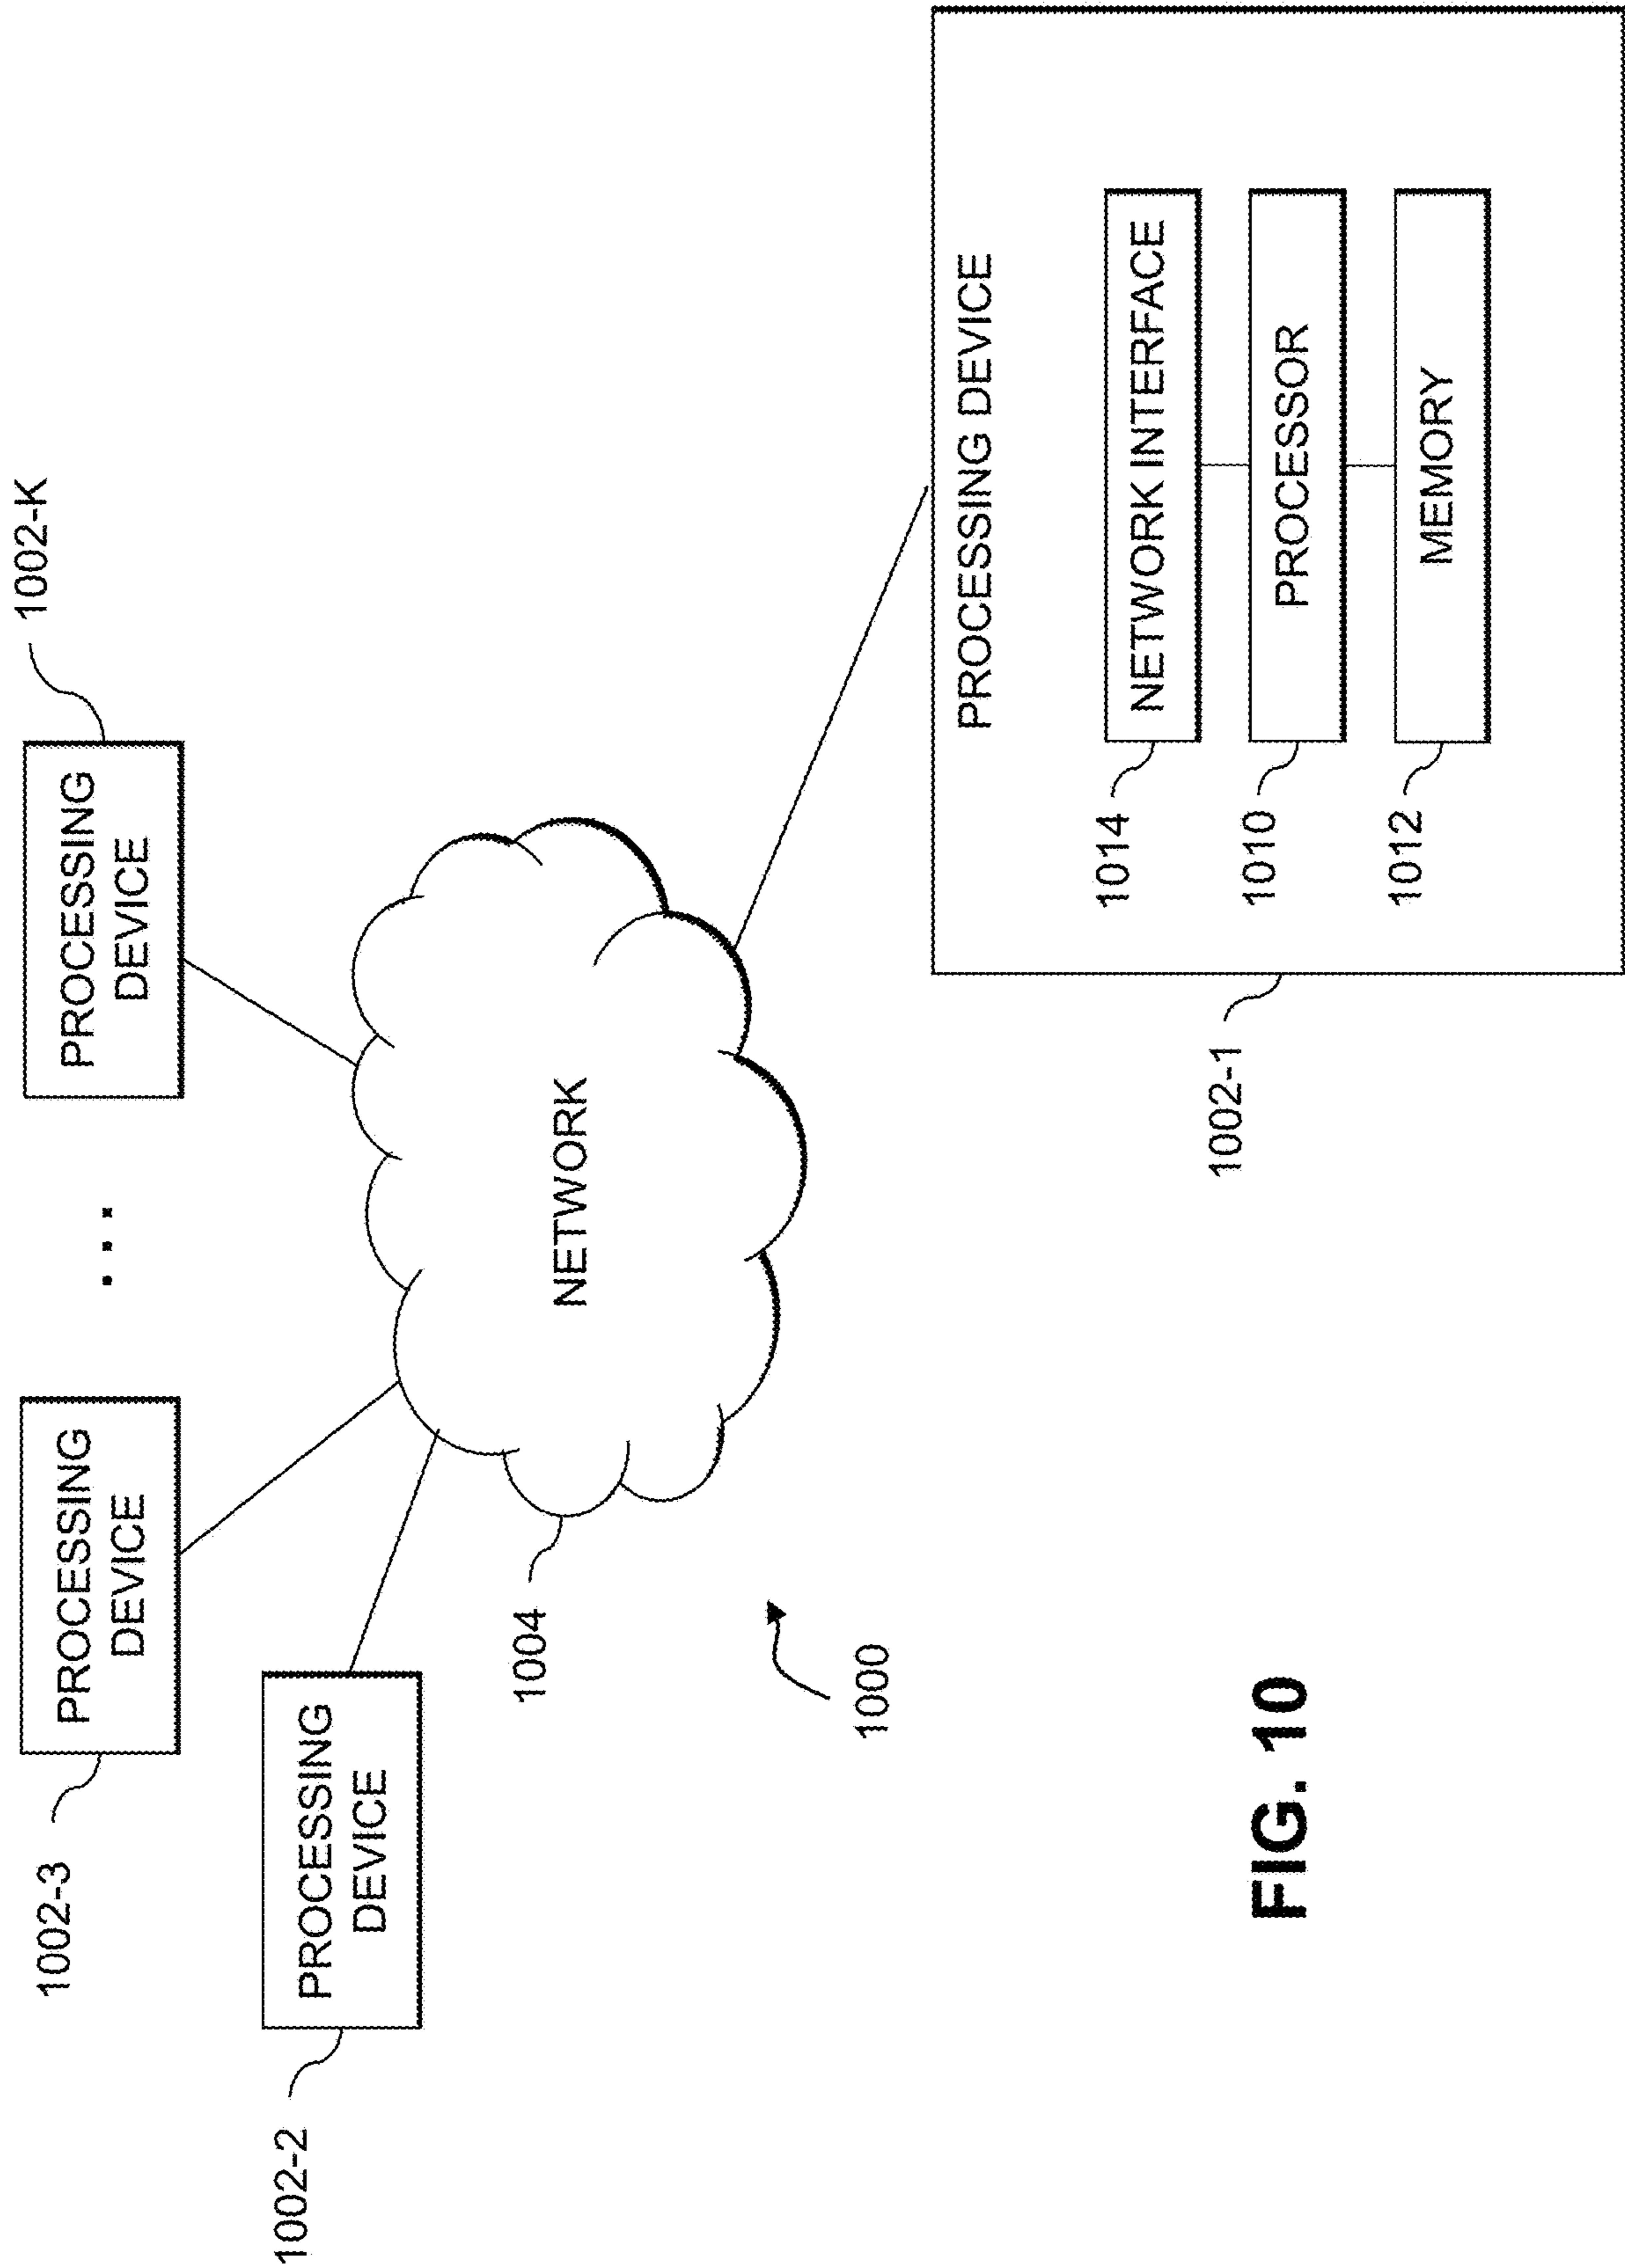 1002-2
1002-3
1002-K
PROCESSING
DEVICE
PROCESSING
DEVICE
...
PROCESSING
DEVICE
NETWORK
1004
1000
PROCESSING DEVICE
1002-1
1014
NETWORK INTERFACE
1010
PROCESSOR
1012
MEMORY
FIG. 10